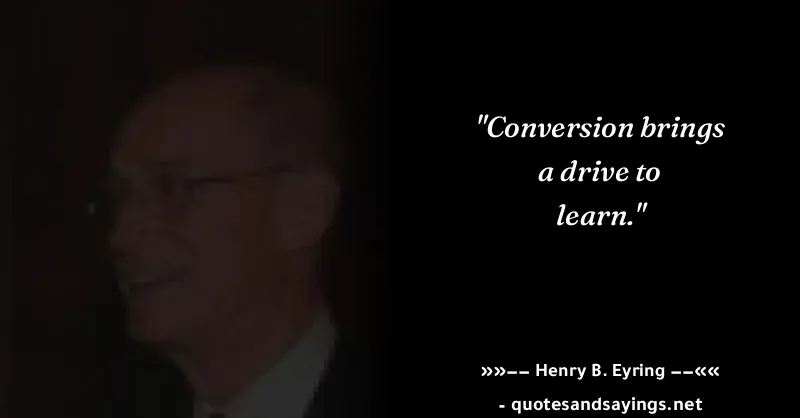 "Conversion brings
a drive to
learn."
»»–– Henry B. Eyring ––««
- quotesandsayings.net